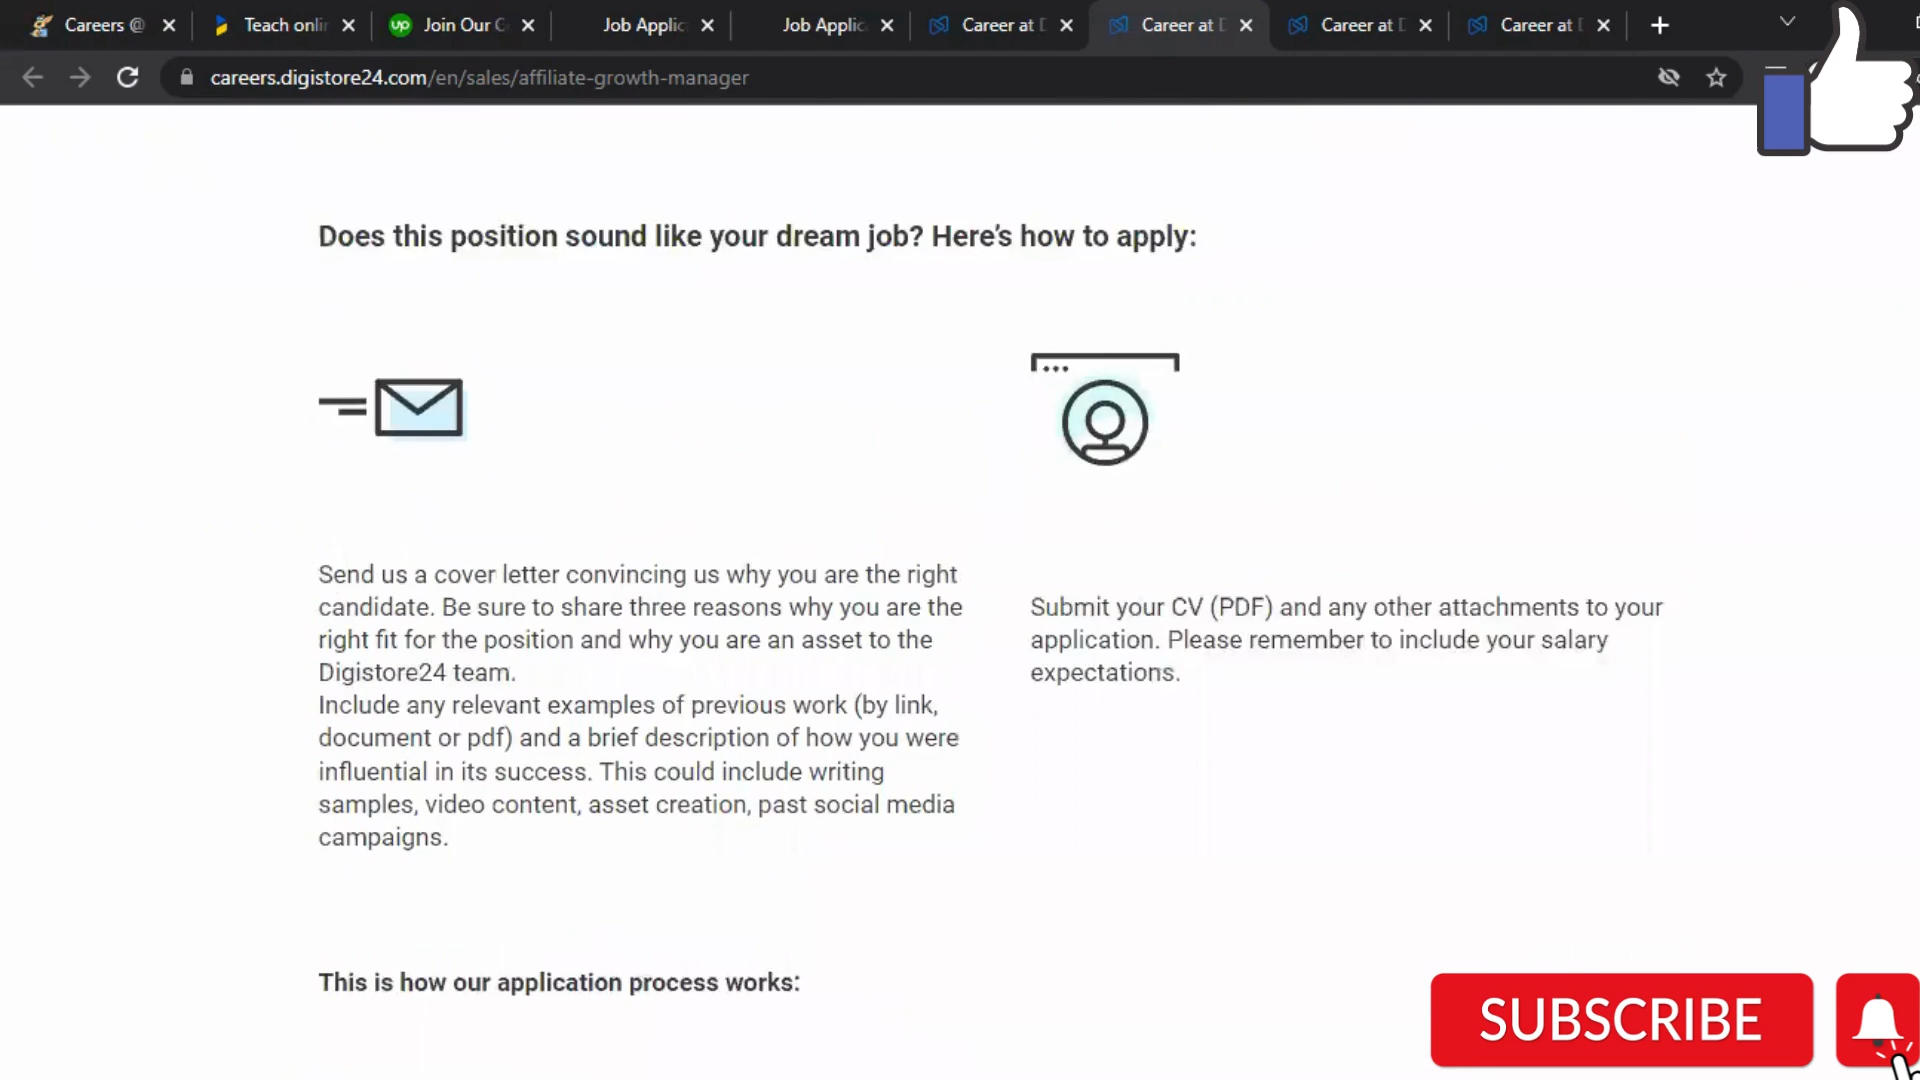 Careers @
Teach onlin
up Join Our C
Job Applic
Job Applic
Career at D
Career at D
Career at D
Career at D
careers.digistore24.com/en/sales/affiliate-growth-manager
Does this position sound like your dream job? Here's how to apply:
Send us a cover letter convincing us why you are the right
candidate. Be sure to share three reasons why you are the
right fit for the position and why you are an asset to the
Digistore24 team.
Include any relevant examples of previous work (by link,
document or pdf) and a brief description of how you were
influential in its success. This could include writing
samples, video content, asset creation, past social media
campaigns.
Submit your CV (PDF) and any other attachments to your
application. Please remember to include your salary
expectations.
This is how our application process works:
SUBSCRIBE